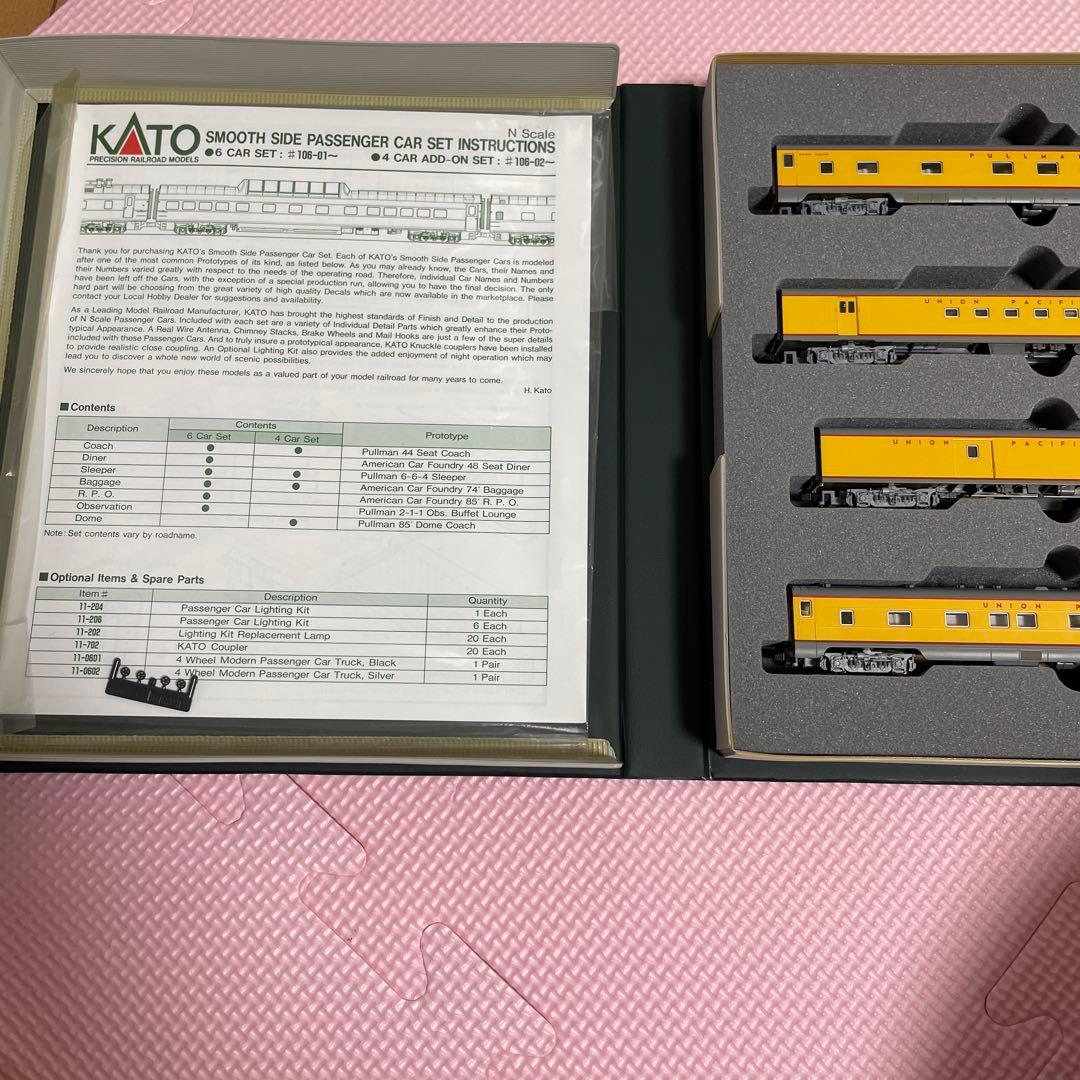 KATO
PRECISION RAILROAD MODELS
N Scale
SMOOTH SIDE PASSENGER CAR SET INSTRUCTIONS
●6 CAR SET : #106-01~ ●4 CAR ADD-ON SET : #106-02~
Thank you for purchasing KATO's Smooth Side Passenger Car Set. Each of KATO's Smooth Side Passenger Cars is modeled
after one of the most common Prototypes of its kind, as listed below. As you may already know, the Cars, their Names and
their Numbers varied greatly with respect to the needs of the operating road. Therefore, individual Car Names and Numbers
have been left off the Cars, with the exception of a special production run, allowing you to have the final decision. The only
hard part will be choosing from the great variety of high quality Decals which are now available in the marketplace. Please
contact your Local Hobby Dealer for suggestions and availability.
As a Leading Model Railroad Manufacturer, KATO has brought the highest standards of Finish and Detail to the production
of N Scale Passenger Cars. Included with each set are a variety of Individual Detail Parts which greatly enhance their Proto-
typical Appearance. A Real Wire Antenna, Chimney Stacks, Brake Wheels and Mail Hooks are just a few of the super details
included with these Passenger Cars. And to truly insure a prototypical appearance, KATO Knuckle couplers have been installed
to provide realistic close coupling. An Optional Lighting Kit also provides the added enjoyment of night operation which may
lead you to discover a whole new world of scenic possibilities.
We sincerely hope that you enjoy these models as a valued part of your model railroad for many years to come.
H. Kato
■Contents
Description Contents Prototype
6 Car Set 4 Car Set
Coach ● ● Pullman 44 Seat Coach
Diner ● American Car Foundry 48 Seat Diner
Sleeper ● ● Pullman 6-6-4 Sleeper
Baggage ● ● American Car Foundry 74' Baggage
R. P. O. ● American Car Foundry 85' R. P. O.
Observation ● Pullman 2-1-1 Obs. Buffet Lounge
Dome ● Pullman 85' Dome Coach
Note: Set contents vary by roadname.
■Optional Items & Spare Parts
Item# Description Quantity
11-204 Passenger Car Lighting Kit 1 Each
11-206 Passenger Car Lighting Kit 6 Each
11-202 Lighting Kit Replacement Lamp 20 Each
11-702 KATO Coupler 20 Each
11-0601 4 Wheel Modern Passenger Car Truck, Black 1 Pair
11-0602 4 Wheel Modern Passenger Car Truck, Silver 1 Pair
PULLMA
UNION PACIFI
UNION PACIFI
UNION P